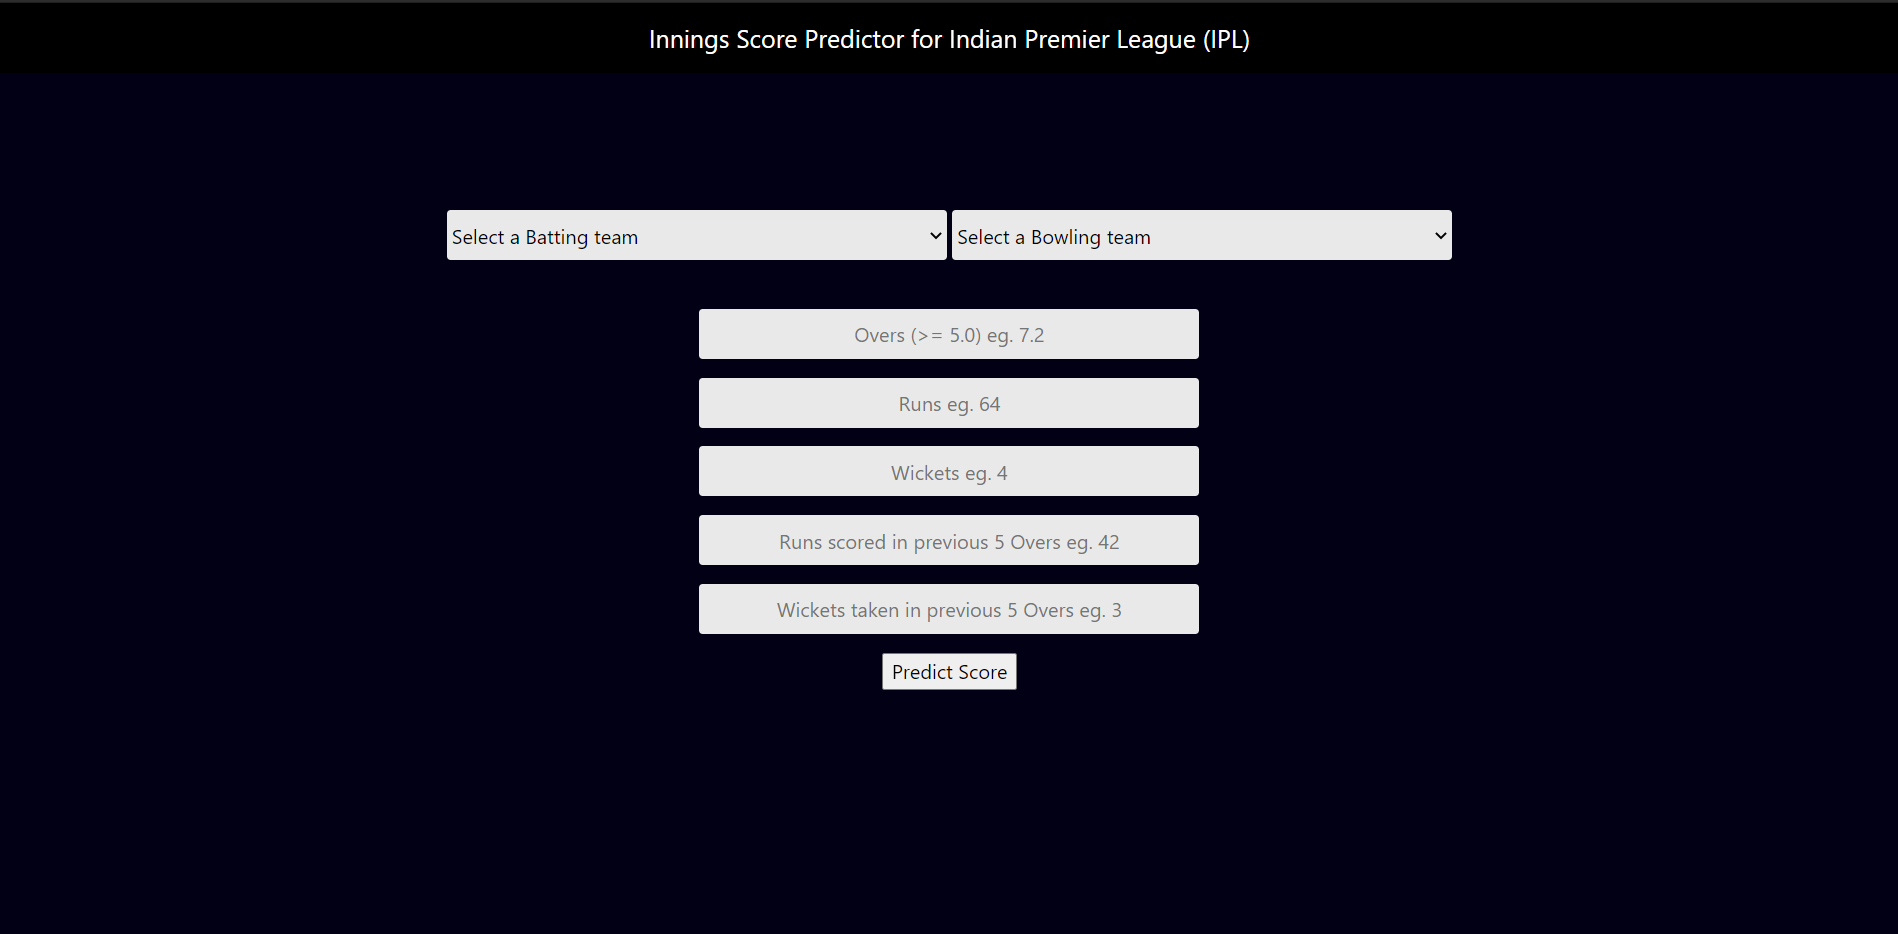 Innings Score Predictor for Indian Premier League (IPL)
Select a Batting team
Select a Bowling team
Overs (>= 5.0) eg. 7.2
Runs eg. 64
Wickets eg. 4
Runs scored in previous 5 Overs eg. 42
Wickets taken in previous 5 Overs eg. 3
Predict Score